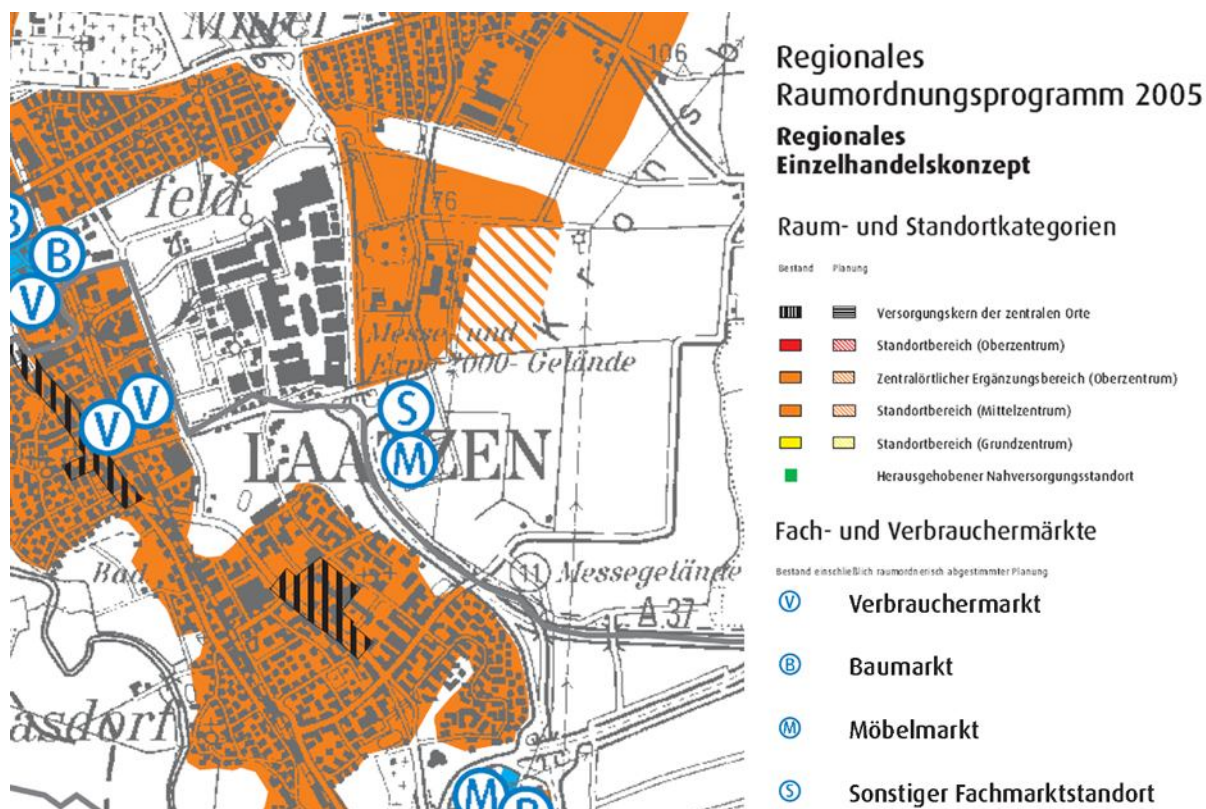 Mittel
106
feld
76
k r o n s b
Messe- und
Expo-2000- Gelände
B
B
V
V
V
S
M
LAATZEN
Bad
11 Messegelände
A 37
asdorf
M
B
Regionales
Raumordnungsprogramm 2005
Regionales
Einzelhandelskonzept
Raum- und Standortkategorien
Bestand Planung
Versorgungskern der zentralen Orte
Standortbereich (Oberzentrum)
Zentralörtlicher Ergänzungsbereich (Oberzentrum)
Standortbereich (Mittelzentrum)
Standortbereich (Grundzentrum)
Herausgehobener Nahversorgungsstandort
Fach- und Verbrauchermärkte
Bestand einschließlich raumordnerisch abgestimmter Planung
V Verbrauchermarkt
B Baumarkt
M Möbelmarkt
S Sonstiger Fachmarktstandort